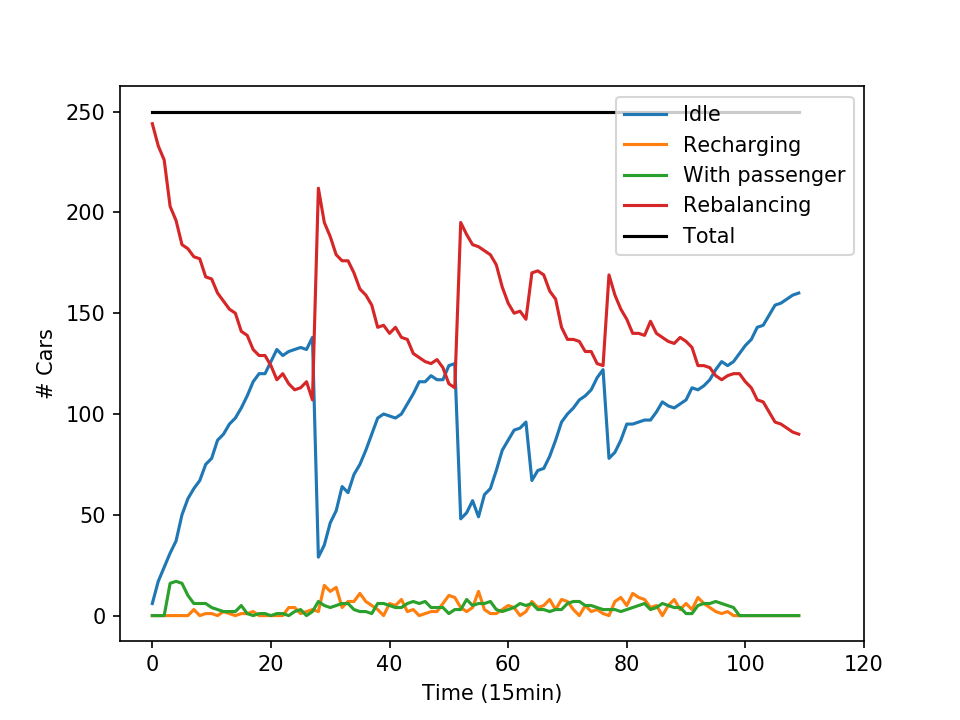 250
200
150
100
50
0
# Cars
Idle
Recharging
With passenger
Rebalancing
Total
0 20 40 60 80 100 120
Time (15min)